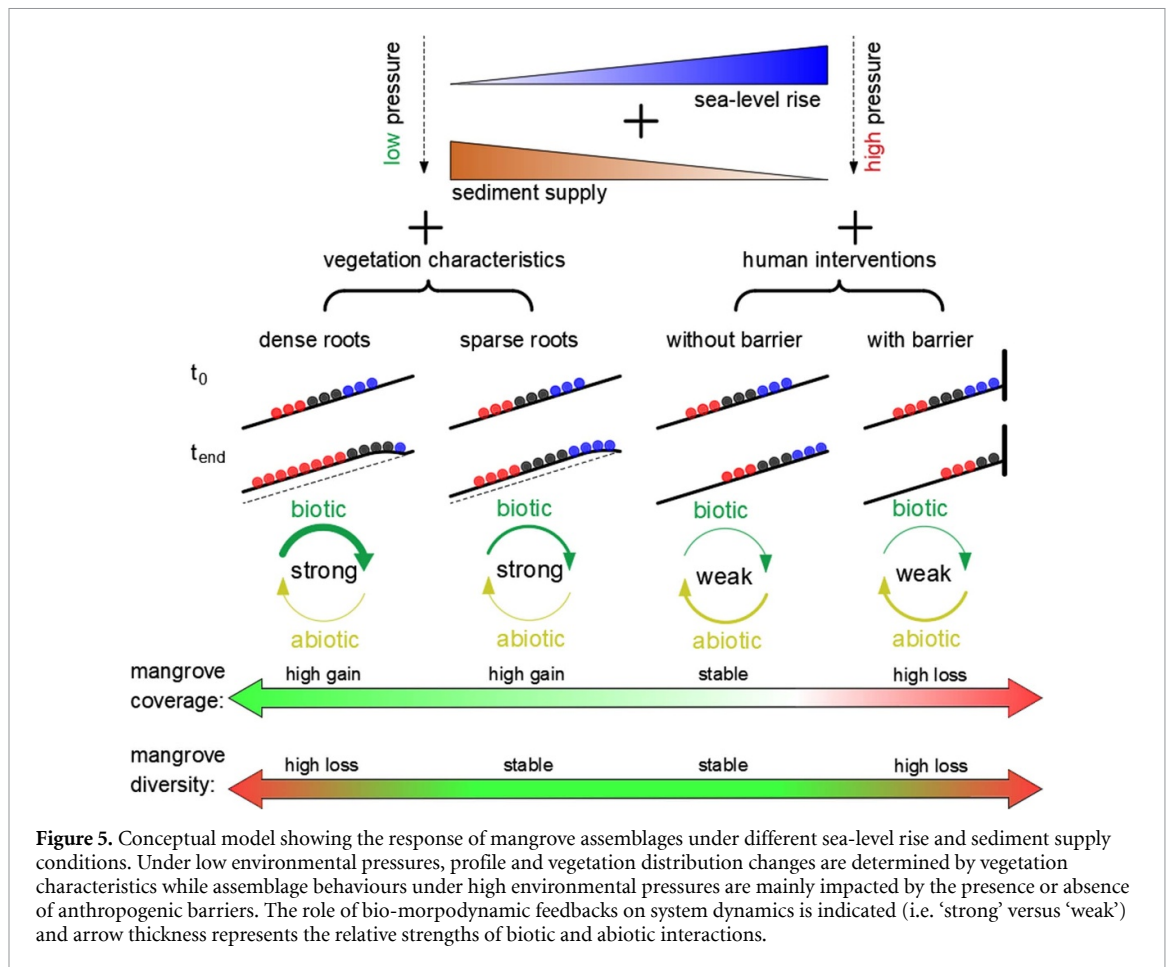 low pressure
sea-level rise
+
high pressure
sediment supply
+
+
vegetation characteristics
human interventions
dense roots
sparse roots
without barrier
with barrier
t0
tend
biotic
biotic
biotic
biotic
strong
strong
weak
weak
abiotic
abiotic
abiotic
abiotic
mangrove
coverage:
high gain
high gain
stable
high loss
mangrove
diversity:
high loss
stable
stable
high loss
Figure 5. Conceptual model showing the response of mangrove assemblages under different sea-level rise and sediment supply
conditions. Under low environmental pressures, profile and vegetation distribution changes are determined by vegetation
characteristics while assemblage behaviours under high environmental pressures are mainly impacted by the presence or absence
of anthropogenic barriers. The role of bio-morpodynamic feedbacks on system dynamics is indicated (i.e. ‘strong’ versus ‘weak’)
and arrow thickness represents the relative strengths of biotic and abiotic interactions.